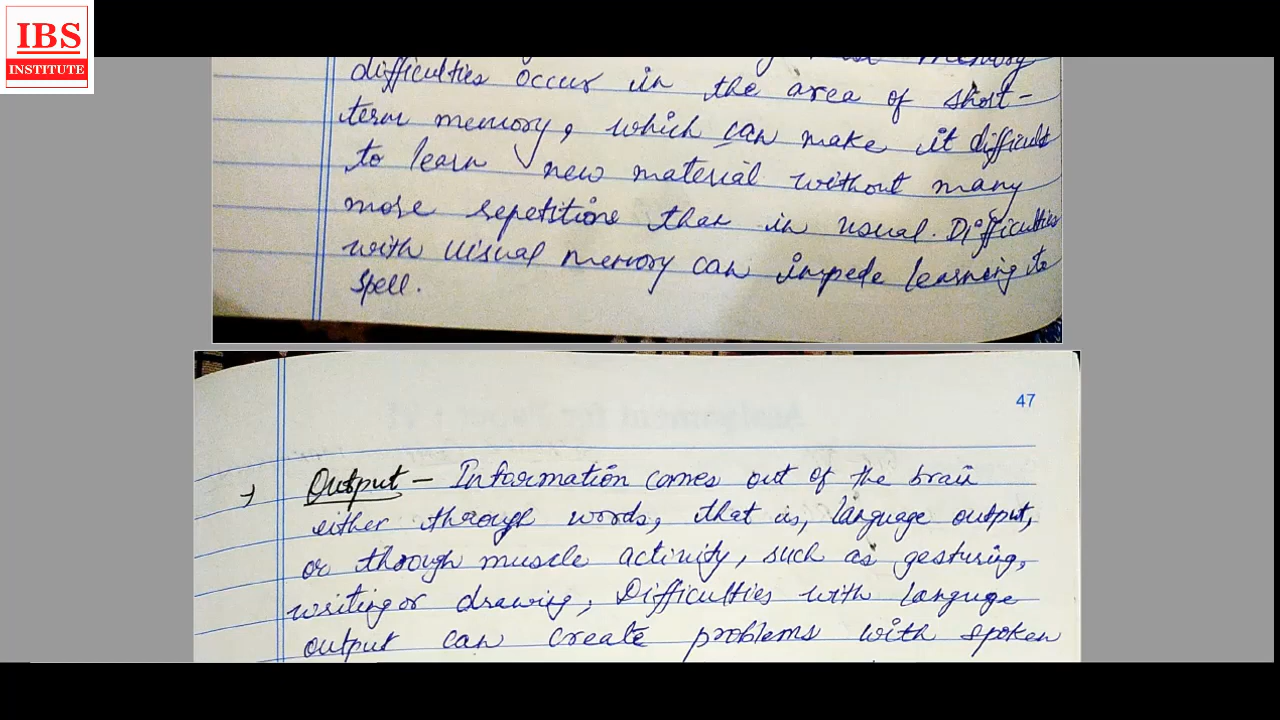 IBS
INSTITUTE
memory
difficulties occur in the area of short-
term memory, which can make it difficult
to learn new material without many
more repetitions than in usual. Difficulties
with visual memory can impede learning to
spell.
47
→ Output - Information comes out of the brain
either through words, that is, language output,
or through muscle activity, such as gesturing,
writing or drawing, Difficulties with languge
output can create problems with spoken